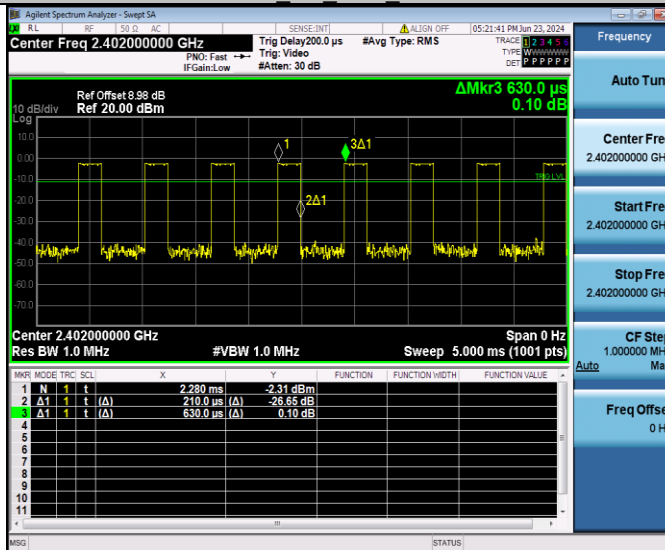 Agilent Spectrum Analyzer - Swept SA
RL RF 50 Ω AC SENSE:INT ALIGN OFF 05:21:41 PM Jun 23, 2024
Center Freq 2.402000000 GHz
Trig Delay200.0 µs #Avg Type: RMS
TRACE 1 2 3 4 5 6
PNO: Fast Trig: Video
TYPE WWWWWW
IFGain:Low #Atten: 30 dB
DET P P P P P P
Ref Offset 8.98 dB
ΔMkr3 630.0 µs
10 dB/div Ref 20.00 dBm
0.10 dB
Log
10.0
0.00
-10.0
-20.0
-30.0
-40.0
-50.0
-60.0
-70.0
1
3Δ1
2Δ1
TRIG LVL
Center 2.402000000 GHz Span 0 Hz
Res BW 1.0 MHz #VBW 1.0 MHz Sweep 5.000 ms (1001 pts)
MKR MODE TRC SCL X Y FUNCTION FUNCTION WIDTH FUNCTION VALUE
1 N 1 t 2.280 ms -2.31 dBm
2 Δ1 1 t (Δ) 210.0 µs (Δ) -26.65 dB
3 Δ1 1 t (Δ) 630.0 µs (Δ) 0.10 dB
4
5
6
7
8
9
10
11
MSG STATUS
Frequency
Auto Tun
Center Fre
2.402000000 GH
Start Fre
2.402000000 GH
Stop Fre
2.402000000 GH
CF Step
1.000000 MH
Auto Ma
Freq Offse
0 H